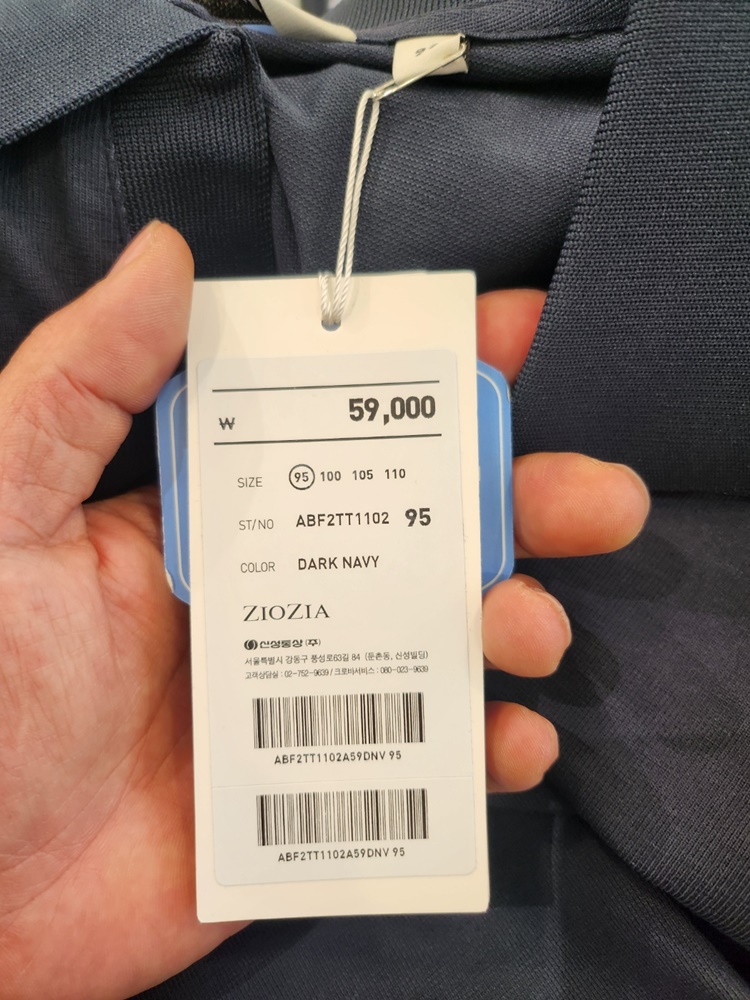 ₩ 59,000
SIZE 95 100 105 110
ST/NO ABF2TT1102 95
COLOR DARK NAVY
ZIOZIA
신성통상 (주)
서울특별시 강동구 풍성로63길 84 (둔촌동, 신성빌딩)
고객상담실 : 02-752-9639 / 크로바서비스 : 080-023-9639
ABF2TT1102A59DNV 95
ABF2TT1102A59DNV 95